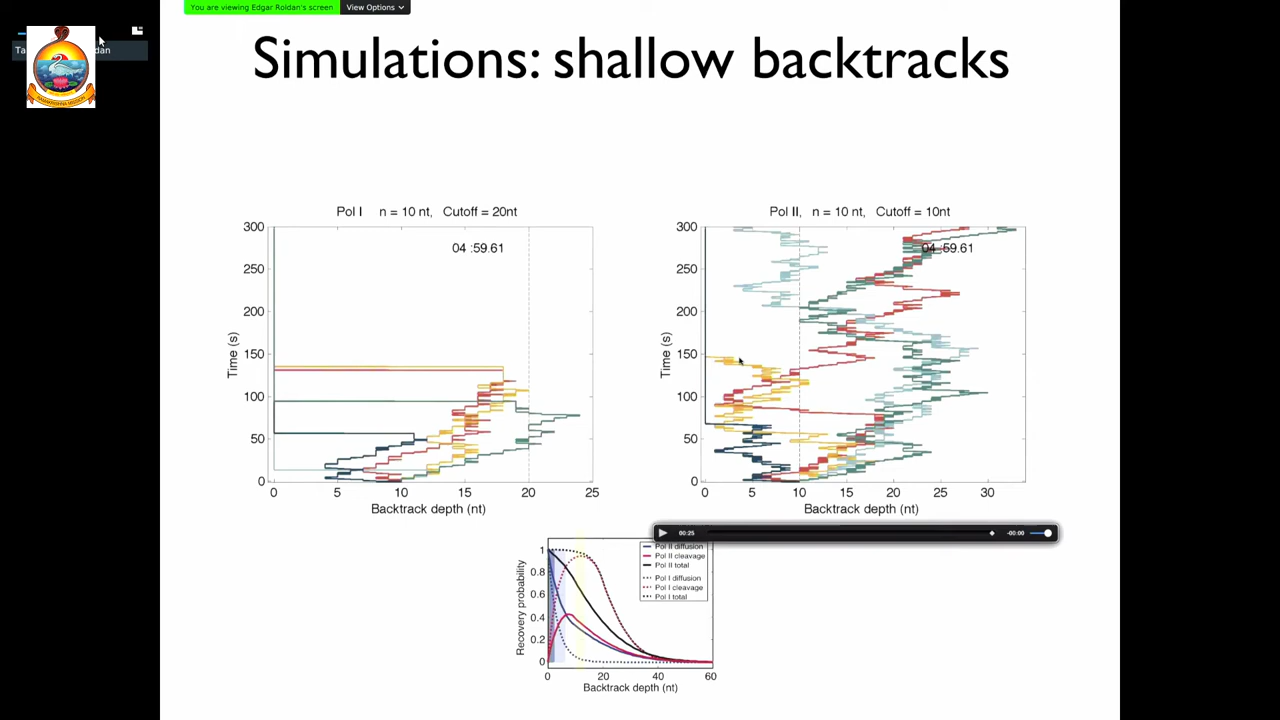 You are viewing Edgar Roldan's screen
View Options
Simulations: shallow backtracks
Pol I n = 10 nt, Cutoff = 20nt
300
250
200
150
100
50
0
Time (s)
04 :59.61
0 5 10 15 20 25
Backtrack depth (nt)
Pol II, n = 10 nt, Cutoff = 10nt
300
250
200
150
100
50
0
Time (s)
04 :59.61
0 5 10 15 20 25 30
Backtrack depth (nt)
00:25
-00:00
1
0.8
0.6
0.4
0.2
0
Recovery probability
Pol II diffusion
Pol II cleavage
Pol II total
Pol I diffusion
Pol I cleavage
Pol I total
0 20 40 60
Backtrack depth (nt)